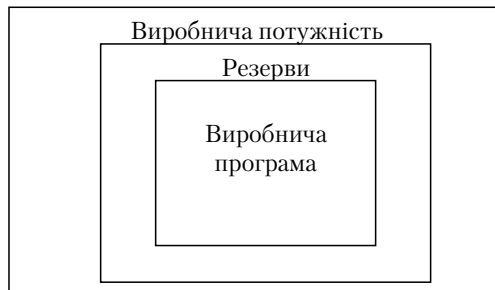 Виробнича потужність
Резерви
Виробнича
програма